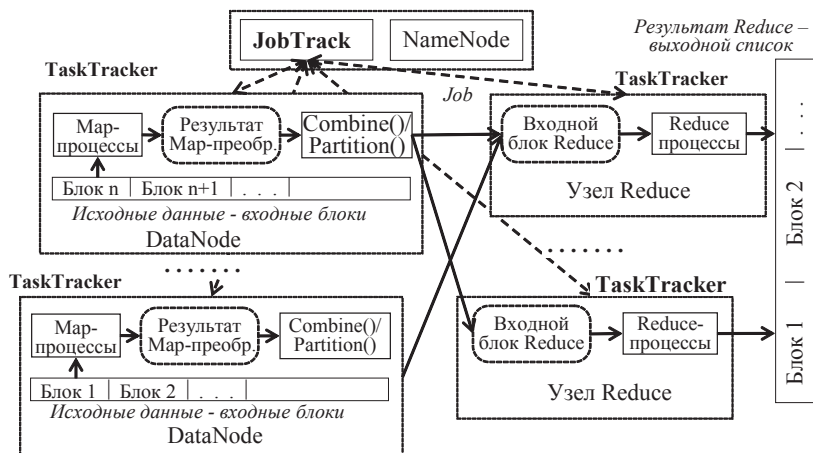 JobTrack
NameNode
Результат Reduce –
выходной список
TaskTracker
TaskTracker
Job
Map-
процессы
Результат
Map-преобр.
Combine()/
Partition()
Входной
блок Reduce
Reduce
процессы
. . .
Узел Reduce
Блок n
Блок n+1
. . .
Исходные данные - входные блоки
DataNode
Блок 2
. . . . . . .
. . . . . . .
TaskTracker
TaskTracker
Map-
процессы
Результат
Map-преобр.
Combine()/
Partition()
Входной
блок Reduce
Reduce-
процессы
Блок 1
Узел Reduce
Блок 1
Блок 2
. . .
Исходные данные - входные блоки
DataNode